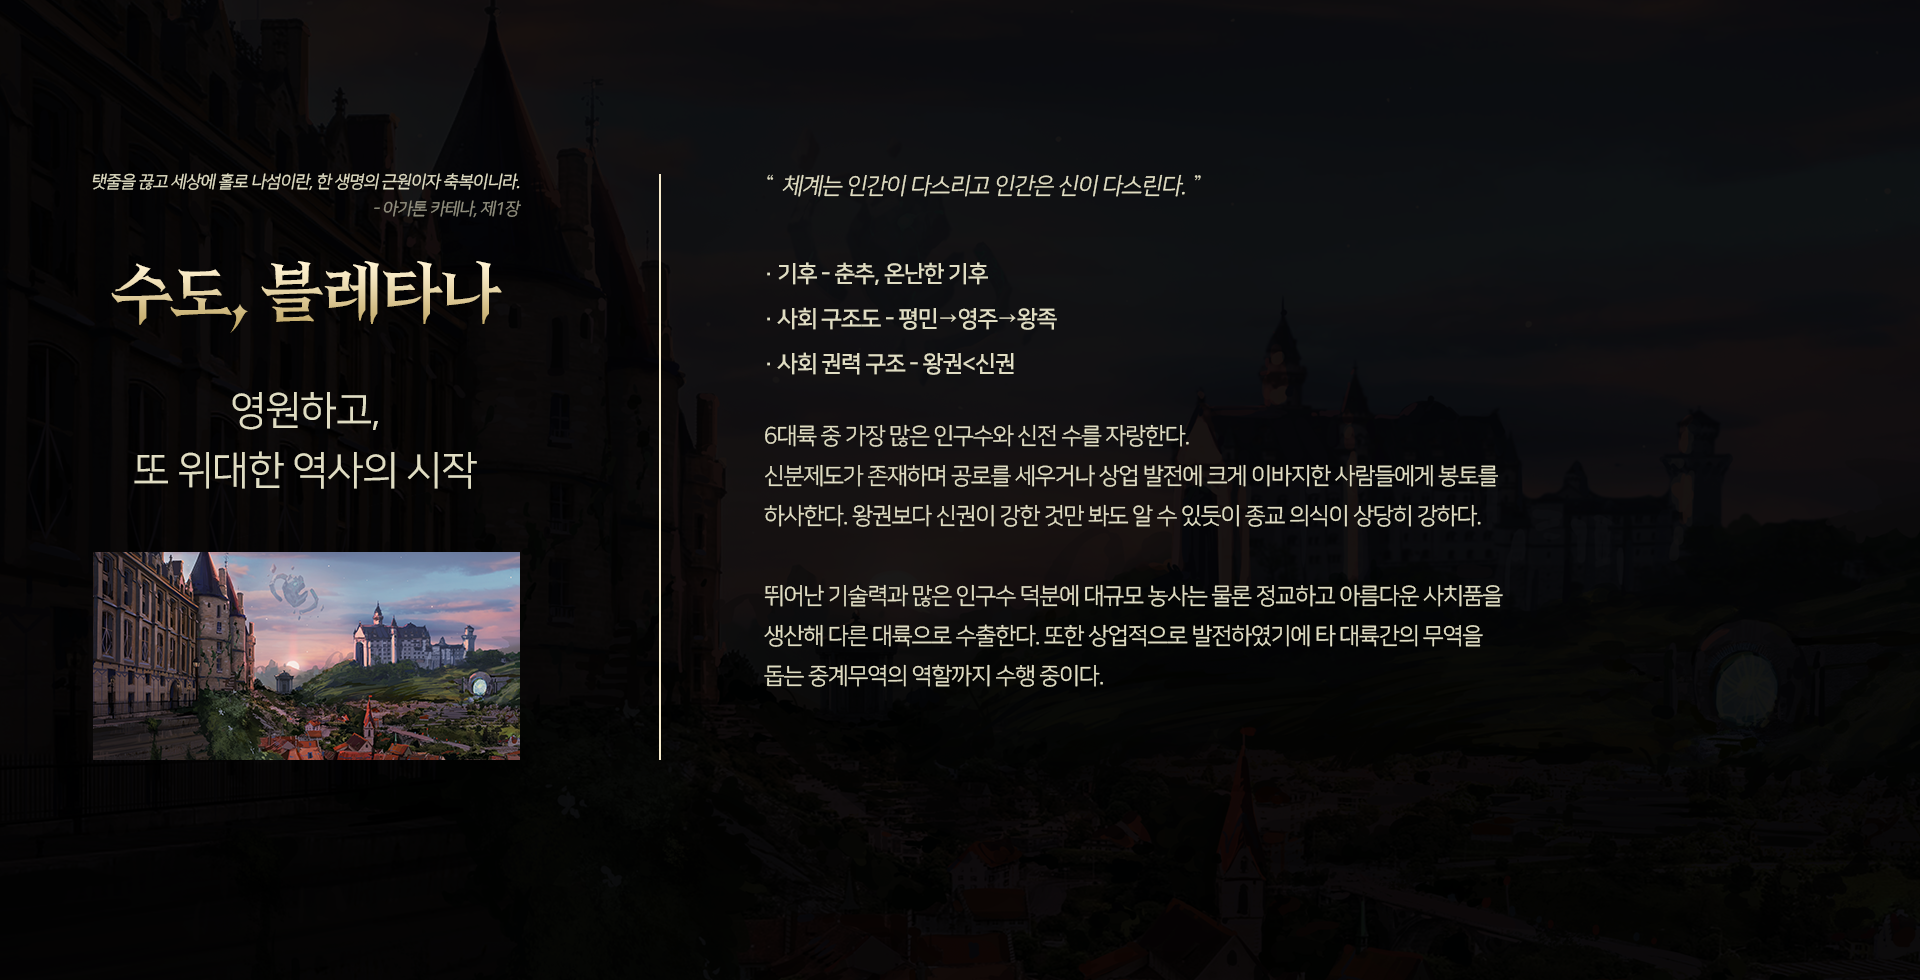 탯줄을 끊고 세상에 홀로 나섬이란, 한 생명의 근원이자 축복이니라.
- 아가톤 카테나, 제1장
수도, 블레타나
영원하고,
또 위대한 역사의 시작
“ 체계는 인간이 다스리고 인간은 신이 다스린다. ”
· 기후 - 춘추, 온난한 기후
· 사회 구조도 - 평민→영주→왕족
· 사회 권력 구조 - 왕권<신권
6대륙 중 가장 많은 인구수와 신전 수를 자랑한다.
신분제도가 존재하며 공로를 세우거나 상업 발전에 크게 이바지한 사람들에게 봉토를
하사한다. 왕권보다 신권이 강한 것만 봐도 알 수 있듯이 종교 의식이 상당히 강하다.
뛰어난 기술력과 많은 인구수 덕분에 대규모 농사는 물론 정교하고 아름다운 사치품을
생산해 다른 대륙으로 수출한다. 또한 상업적으로 발전하였기에 타 대륙간의 무역을
돕는 중계무역의 역할까지 수행 중이다.